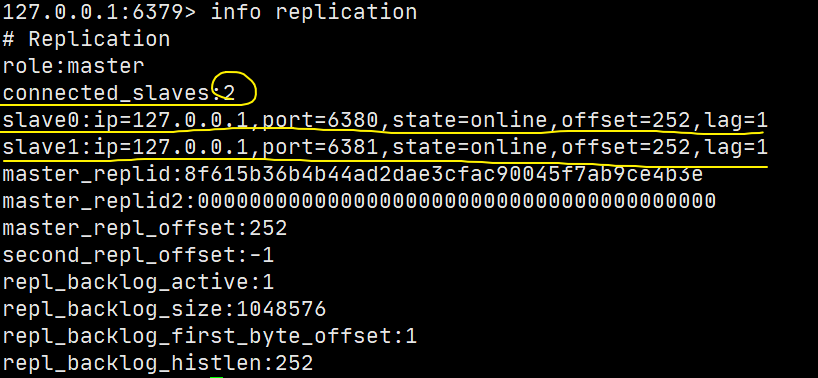 127.0.0.1:6379> info replication
# Replication
role:master
connected_slaves:2
slave0:ip=127.0.0.1,port=6380,state=online,offset=252,lag=1
slave1:ip=127.0.0.1,port=6381,state=online,offset=252,lag=1
master_replid:8f615b36b4b44ad2dae3cfac90045f7ab9ce4b3e
master_replid2:0000000000000000000000000000000000000000
master_repl_offset:252
second_repl_offset:-1
repl_backlog_active:1
repl_backlog_size:1048576
repl_backlog_first_byte_offset:1
repl_backlog_histlen:252